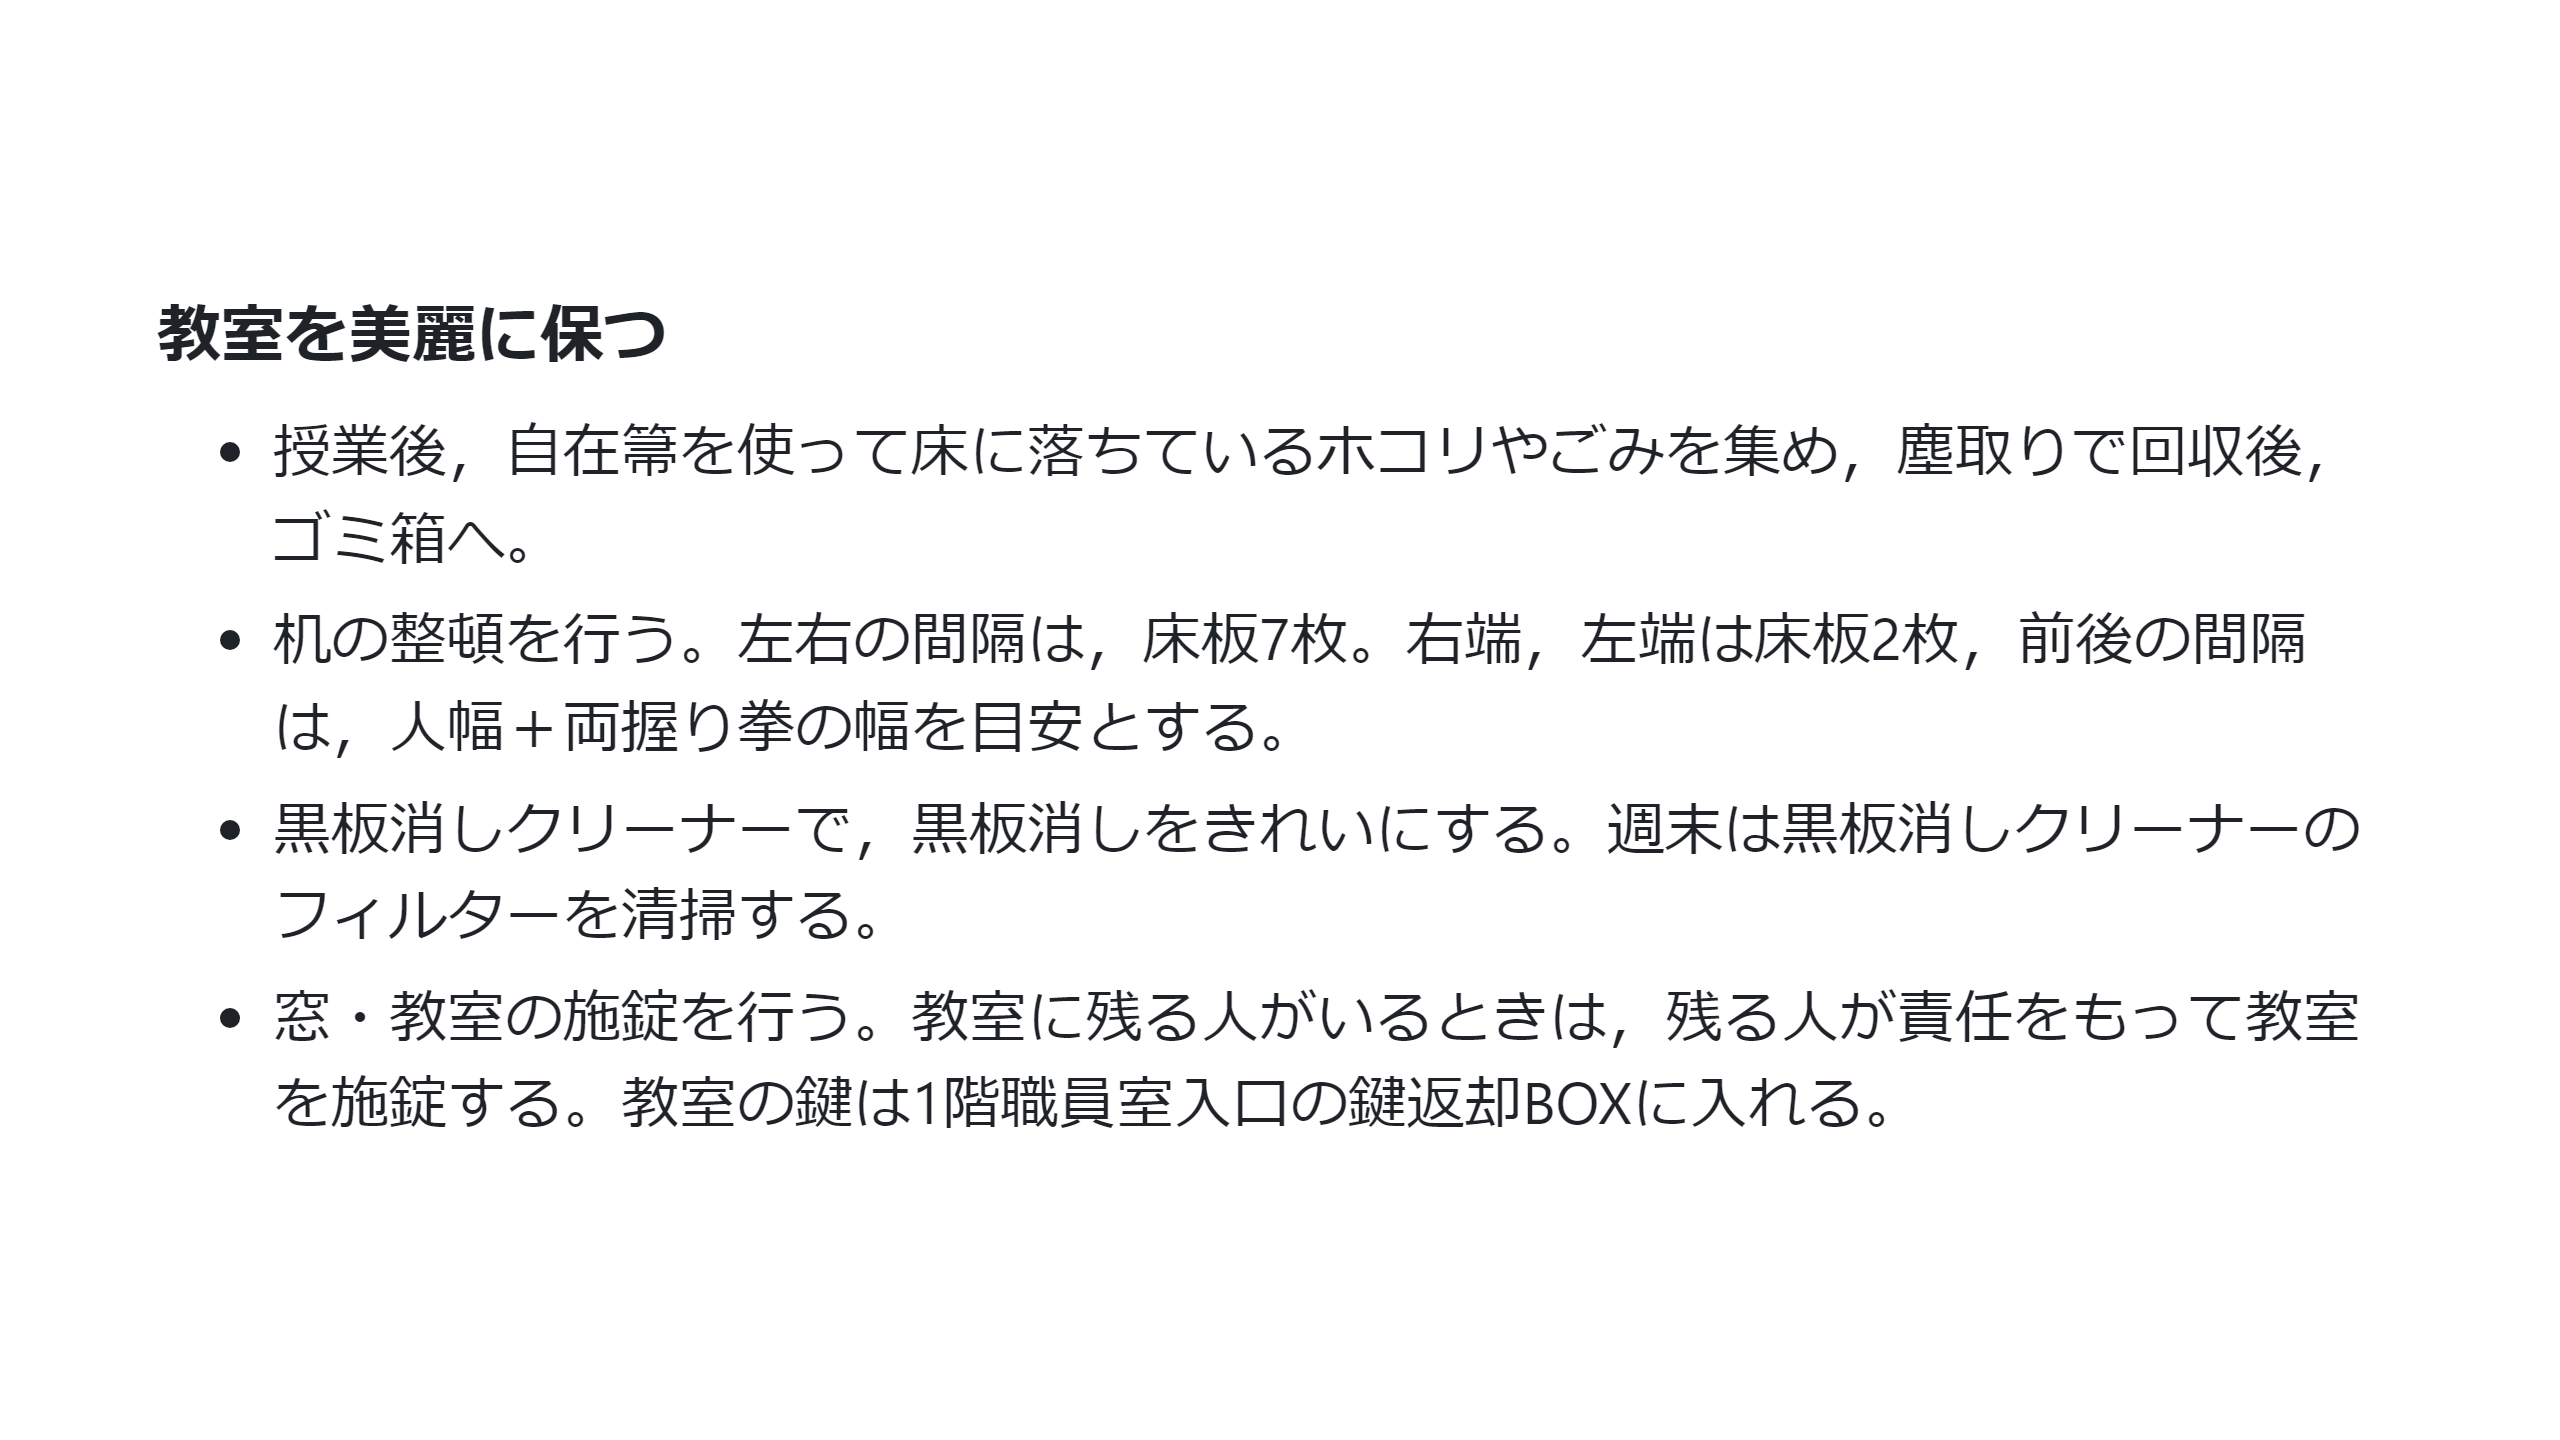 教室を美麗に保つ
• 授業後，自在箒を使って床に落ちているホコリやごみを集め，塵取りで回収後，
ゴミ箱へ。
• 机の整頓を行う。左右の間隔は，床板7枚。右端，左端は床板2枚，前後の間隔
は，人幅＋両握り拳の幅を目安とする。
• 黒板消しクリーナーで，黒板消しをきれいにする。週末は黒板消しクリーナーの
フィルターを清掃する。
• 窓・教室の施錠を行う。教室に残る人がいるときは，残る人が責任をもって教室
を施錠する。教室の鍵は1階職員室入口の鍵返却BOXに入れる。